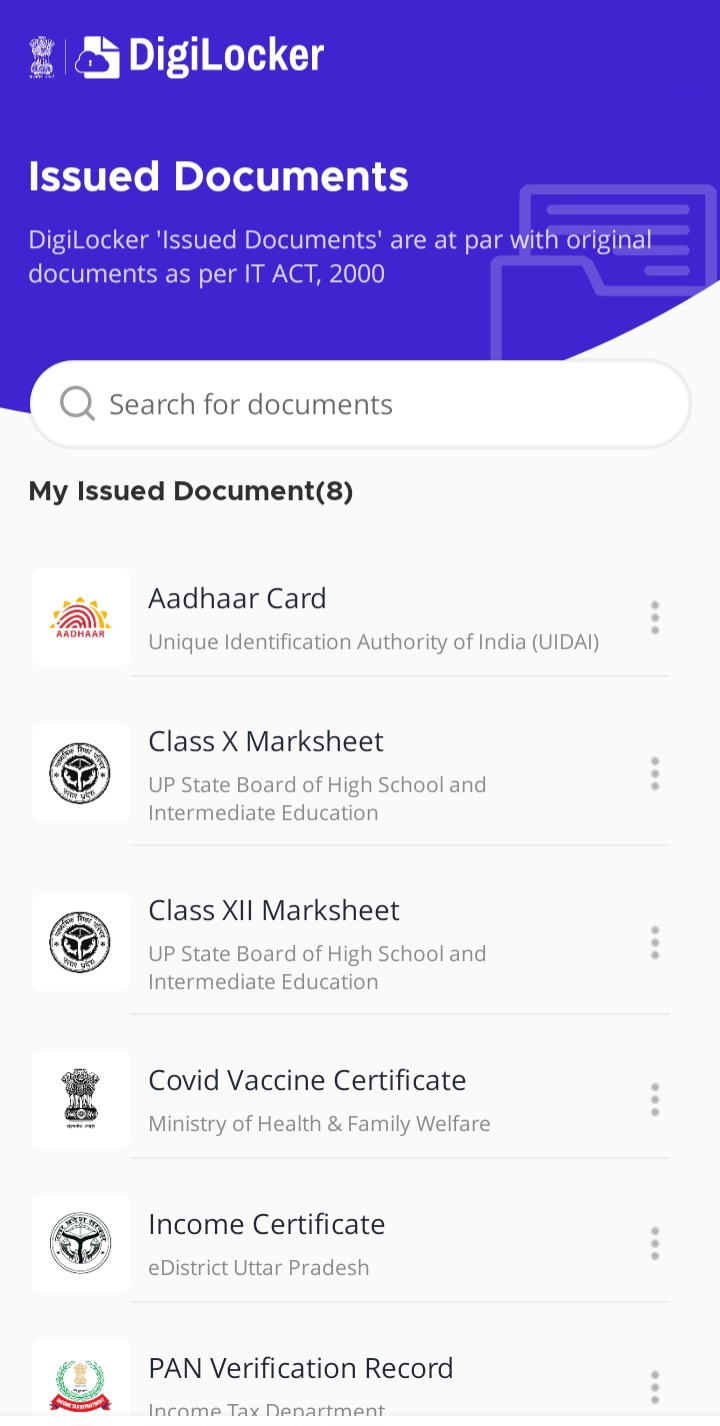 DigiLocker
Issued Documents
DigiLocker 'Issued Documents' are at par with original
documents as per IT ACT, 2000
Search for documents
My Issued Document(8)
AADHAAR
Aadhaar Card
Unique Identification Authority of India (UIDAI)
Class X Marksheet
UP State Board of High School and
Intermediate Education
Class XII Marksheet
UP State Board of High School and
Intermediate Education
Covid Vaccine Certificate
Ministry of Health & Family Welfare
Income Certificate
eDistrict Uttar Pradesh
PAN Verification Record
Income Tax Department